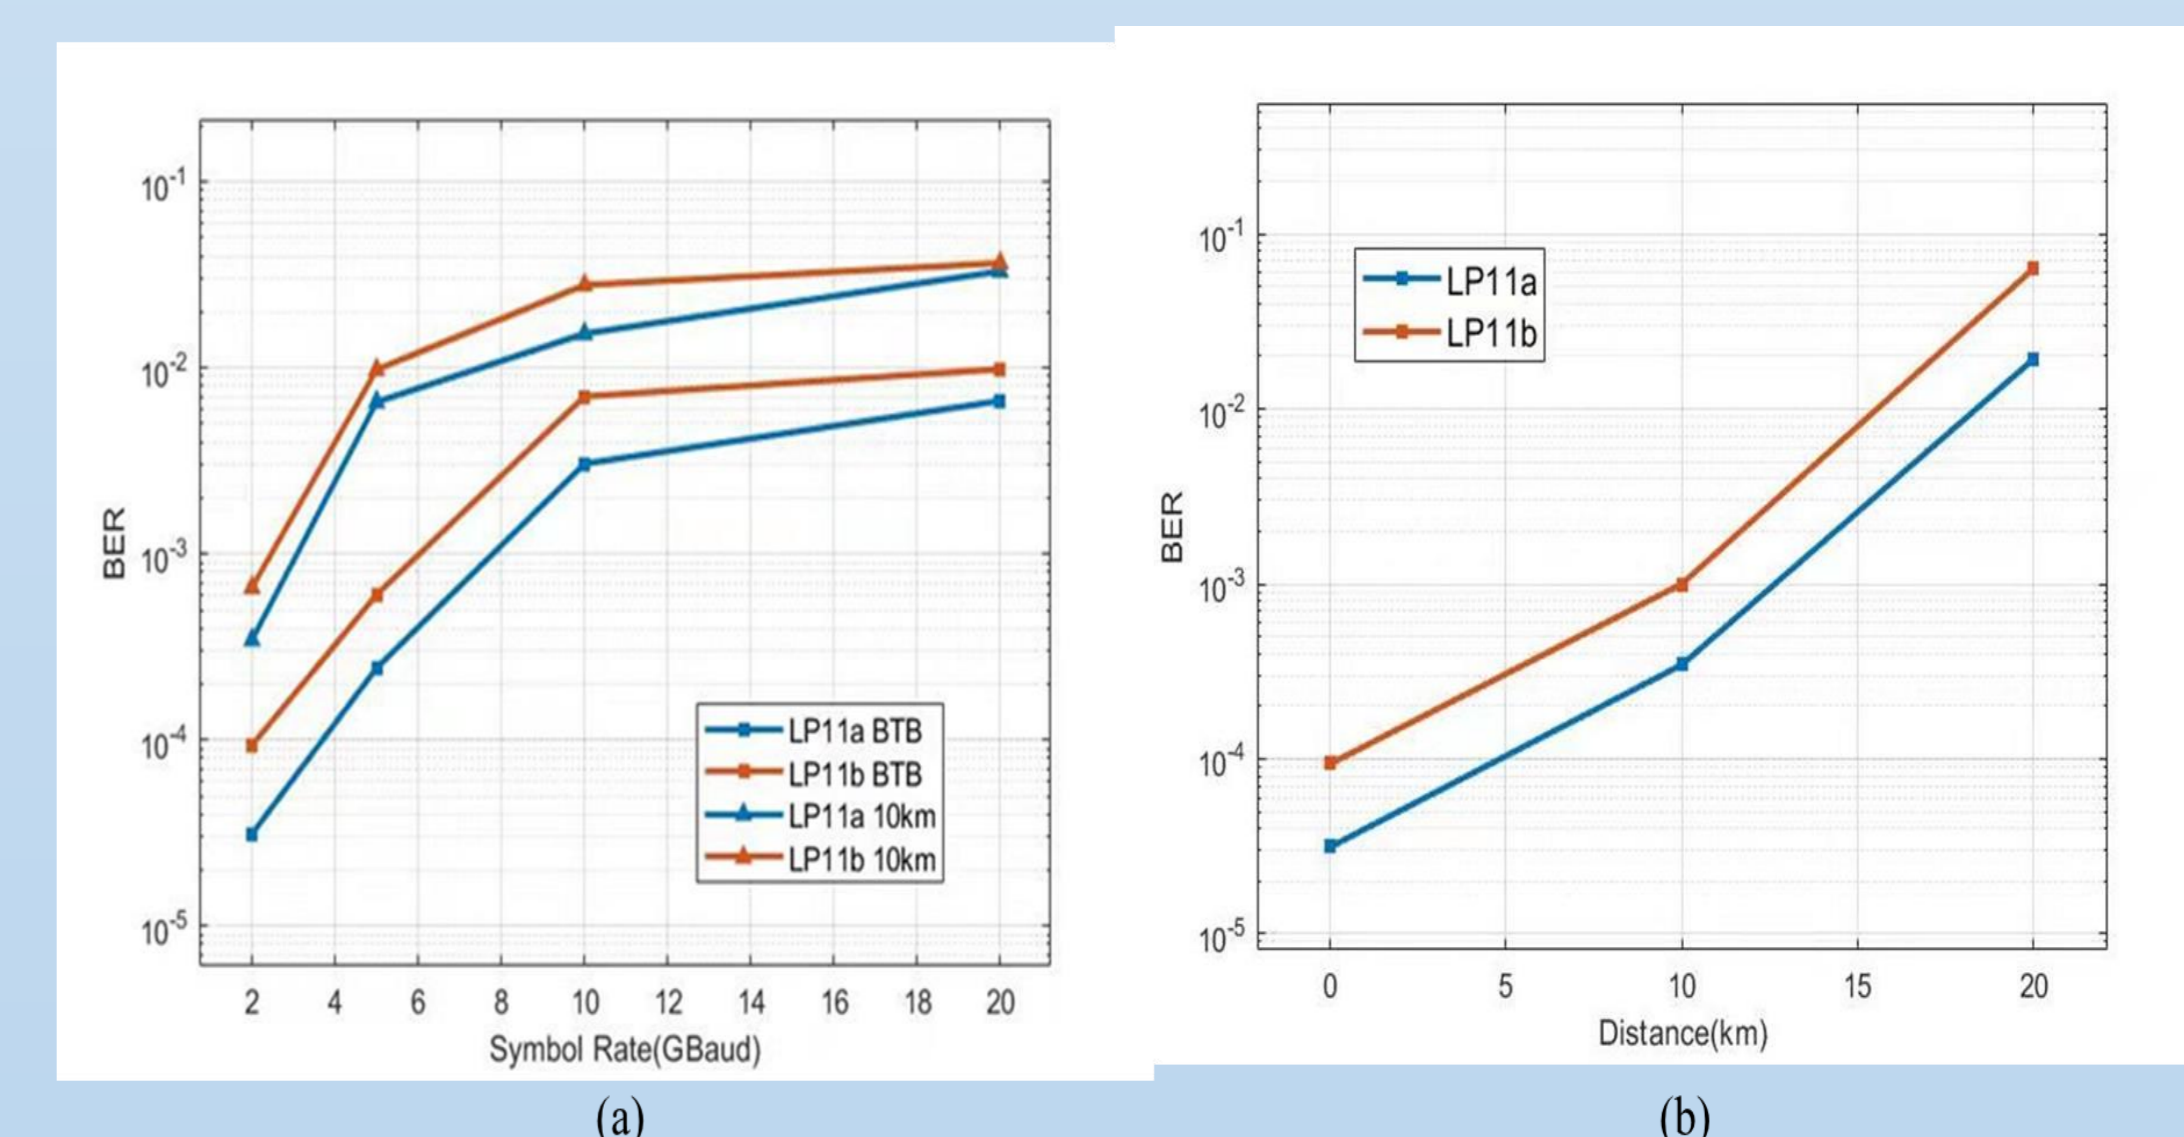 10^-1
10^-2
10^-3
10^-4
10^-5
BER
LP11a BTB
LP11b BTB
LP11a 10km
LP11b 10km
2 4 6 8 10 12 14 16 18 20
Symbol Rate(GBaud)
(a)
10^-1
10^-2
10^-3
10^-4
10^-5
BER
LP11a
LP11b
0 5 10 15 20
Distance(km)
(b)